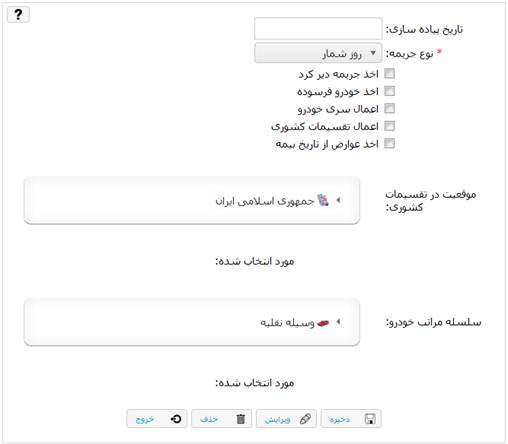 ?
تاریخ پیاده سازی:
* نوع جریمه: روز شمار
اخذ جریمه دیر کرد
اخذ خودرو فرسوده
اعمال سری خودرو
اعمال تقسیمات کشوری
اخذ عوارض از تاریخ بیمه
موقعیت در تقسیمات
کشوری:
جمهوری اسلامی ایران
مورد انتخاب شده:
سلسله مراتب خودرو:
وسیله نقلیه
مورد انتخاب شده:
ذخیره ویرایش حذف خروج